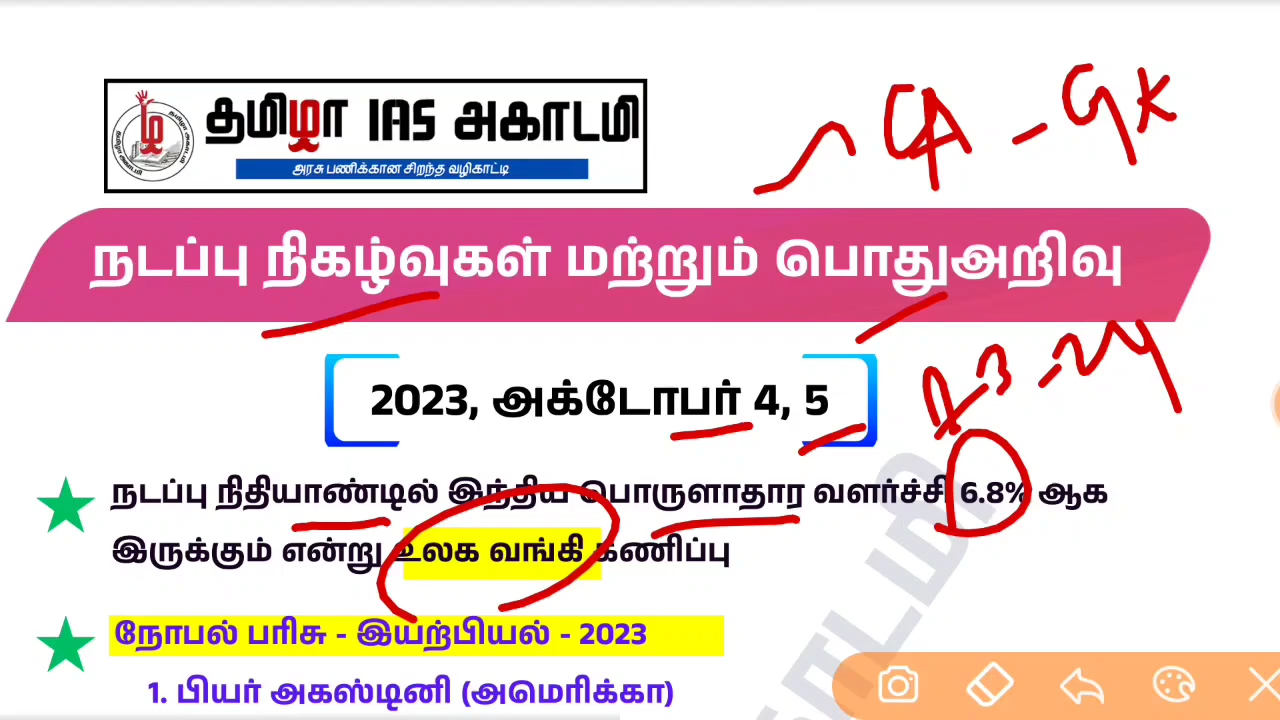 தமிழா IAS அகாடமி
அரசு பணிக்கான சிறந்த வழிகாட்டி
CA - GK
நடப்பு நிகழ்வுகள் மற்றும் பொதுஅறிவு
2023, அக்டோபர் 4, 5
23-24
நடப்பு நிதியாண்டில் இந்திய பொருளாதார வளர்ச்சி 6.8% ஆக
இருக்கும் என்று உலக வங்கி கணிப்பு
நோபல் பரிசு - இயற்பியல் - 2023
1. பியர் அகஸ்டினி (அமெரிக்கா)